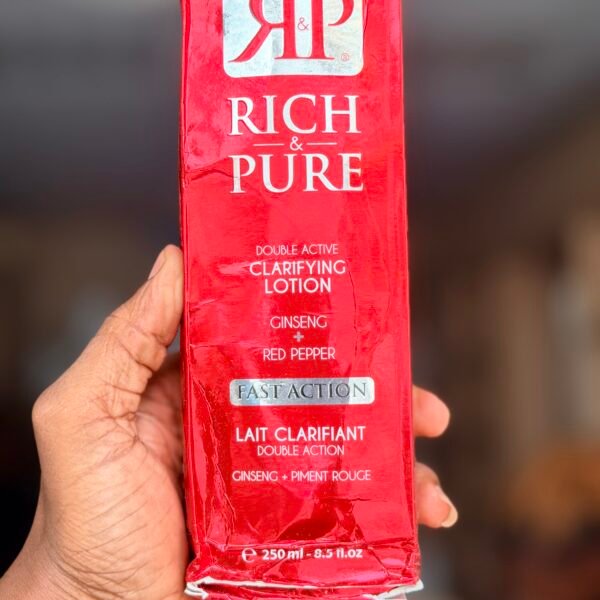 R&P®
RICH
&
PURE
DOUBLE ACTIVE
CLARIFYING
LOTION
GINSENG
+
RED PEPPER
FAST ACTION
LAIT CLARIFIANT
DOUBLE ACTION
GINSENG + PIMENT ROUGE
℮ 250 ml - 8.5 fl.oz